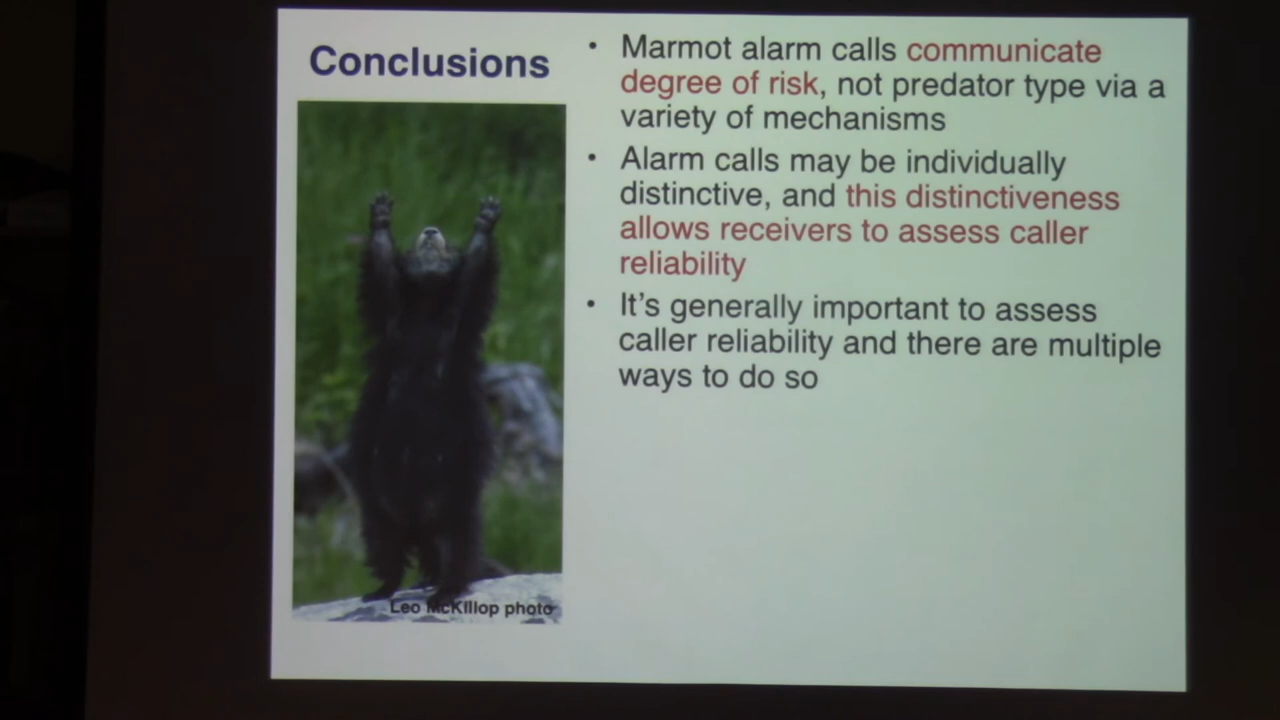 Conclusions
• Marmot alarm calls communicate
degree of risk, not predator type via a
variety of mechanisms
• Alarm calls may be individually
distinctive, and this distinctiveness
allows receivers to assess caller
reliability
• It's generally important to assess
caller reliability and there are multiple
ways to do so
Leo McKillop photo